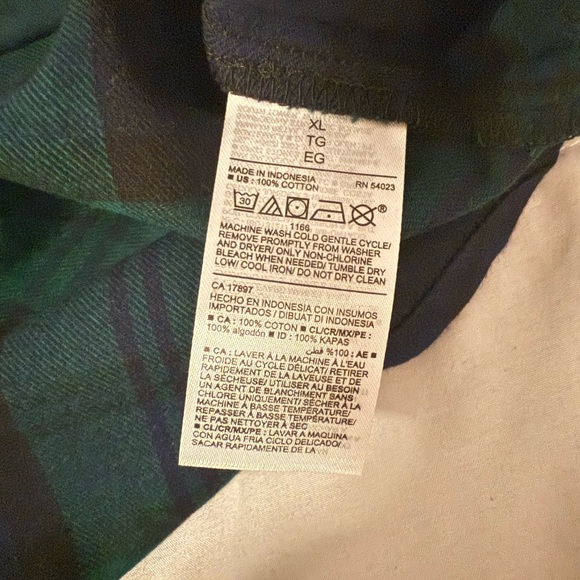 XL
TG
EG
MADE IN INDONESIA RN 54023
■ US : 100% COTTON
30
®
1166
MACHINE WASH COLD GENTLE CYCLE/
REMOVE PROMPTLY FROM WASHER
AND DRYER/ ONLY NON-CHLORINE
BLEACH WHEN NEEDED/ TUMBLE DRY
LOW/ COOL IRON/ DO NOT DRY CLEAN
CA 17897
HECHO EN INDONESIA CON INSUMOS
IMPORTADOS / DIBUAT DI INDONESIA
■ CA : 100% COTON ■ CL/CR/MX/PE :
100% algodón ■ ID : 100% KAPAS
■ AE : 100% قطن
■ CA : LAVER À LA MACHINE À L'EAU
FROIDE AU CYCLE DÉLICAT/ RETIRER
RAPIDEMENT DE LA LAVEUSE ET DE
LA SÉCHEUSE/ UTILISER AU BESOIN
UN AGENT DE BLANCHIMENT SANS
CHLORE UNIQUEMENT/ SÉCHER À LA
MACHINE À BASSE TEMPÉRATURE/
REPASSER À BASSE TEMPÉRATURE/
NE PAS NETTOYER À SEC
■ CL/CR/MX/PE : LAVAR A MAQUINA
CON AGUA FRIA CICLO DELICADO/
SACAR RAPIDAMENTE DE LA